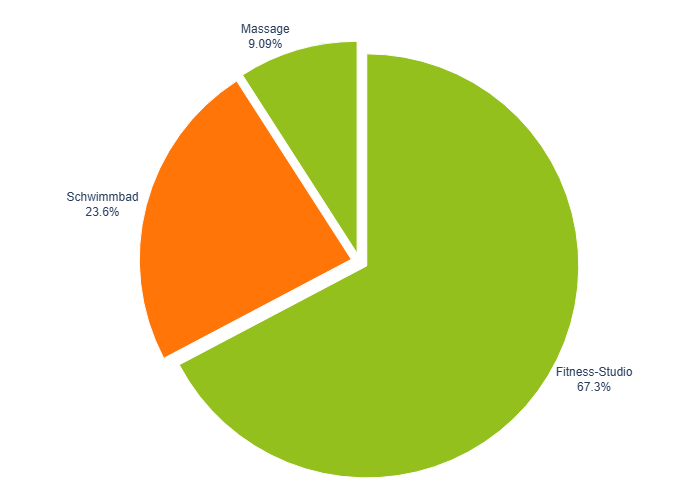 Massage
9.09%
Schwimmbad
23.6%
Fitness-Studio
67.3%